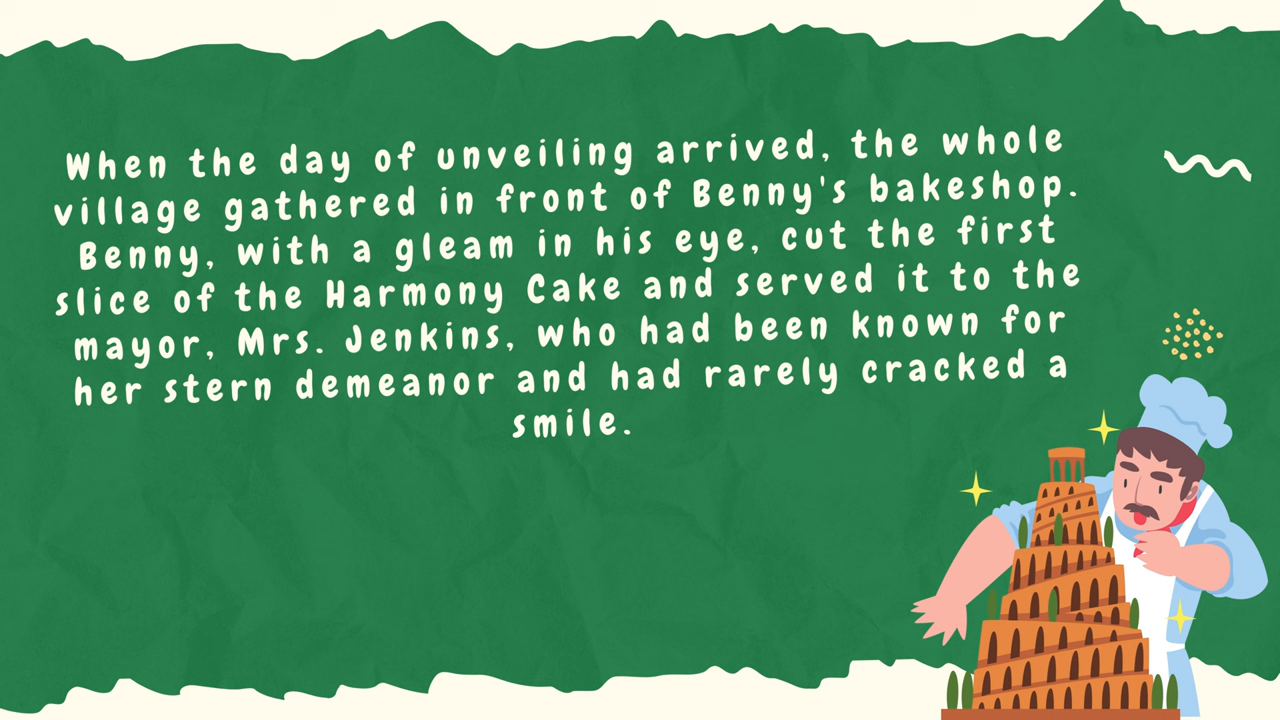 When the day of unveiling arrived, the whole
village gathered in front of Benny's bakeshop.
Benny, with a gleam in his eye, cut the first
slice of the Harmony Cake and served it to the
mayor, Mrs. Jenkins, who had been known for
her stern demeanor and had rarely cracked a
smile.